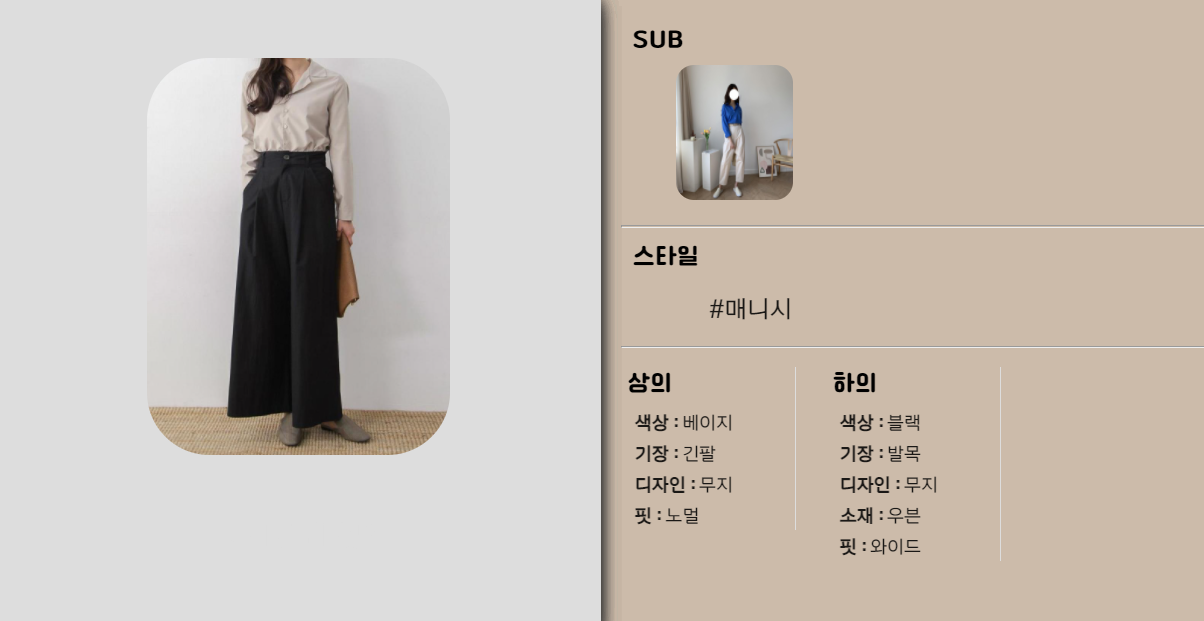 SUB
스타일
#매니시
상의
색상 : 베이지
기장 : 긴팔
디자인 : 무지
핏 : 노멀
하의
색상 : 블랙
기장 : 발목
디자인 : 무지
소재 : 우븐
핏 : 와이드